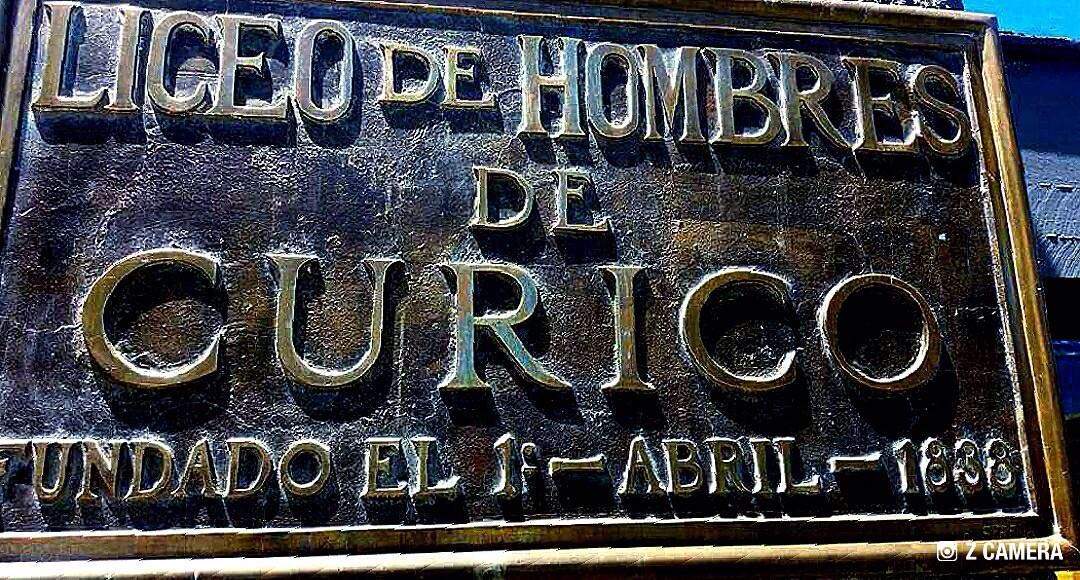 LICEO DE HOMBRES
DE
CURICO
FUNDADO EL 1º - ABRIL - 1838
Z CAMERA